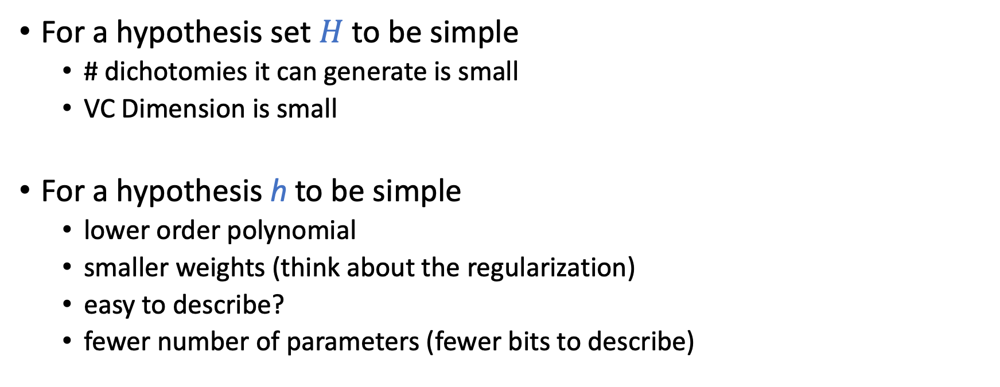 • For a hypothesis set H to be simple
• # dichotomies it can generate is small
• VC Dimension is small
• For a hypothesis h to be simple
• lower order polynomial
• smaller weights (think about the regularization)
• easy to describe?
• fewer number of parameters (fewer bits to describe)